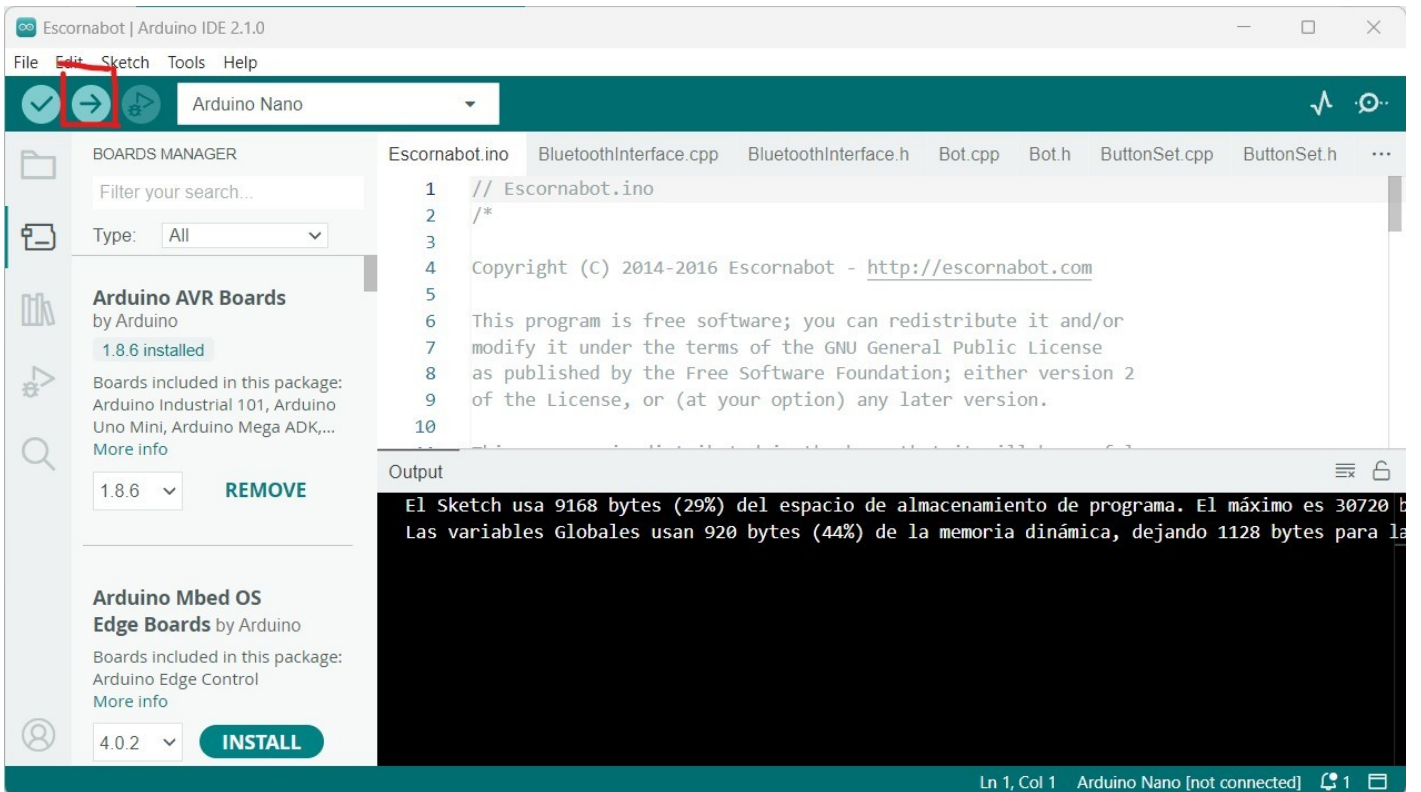 Escornabot | Arduino IDE 2.1.0
File Edit Sketch Tools Help
Arduino Nano
BOARDS MANAGER
Filter your search...
Type: All
Arduino AVR Boards
by Arduino
1.8.6 installed
Boards included in this package:
Arduino Industrial 101, Arduino
Uno Mini, Arduino Mega ADK,...
More info
1.8.6 REMOVE
Arduino Mbed OS
Edge Boards by Arduino
Boards included in this package:
Arduino Edge Control
More info
4.0.2 INSTALL
Escornabot.ino BluetoothInterface.cpp BluetoothInterface.h Bot.cpp Bot.h ButtonSet.cpp ButtonSet.h ...
1 // Escornabot.ino
2 /*
3
4 Copyright (C) 2014-2016 Escornabot - http://escornabot.com
5
6 This program is free software; you can redistribute it and/or
7 modify it under the terms of the GNU General Public License
8 as published by the Free Software Foundation; either version 2
9 of the License, or (at your option) any later version.
10
Output
El Sketch usa 9168 bytes (29%) del espacio de almacenamiento de programa. El máximo es 30720
Las variables Globales usan 920 bytes (44%) de la memoria dinámica, dejando 1128 bytes para
Ln 1, Col 1 Arduino Nano [not connected] 1